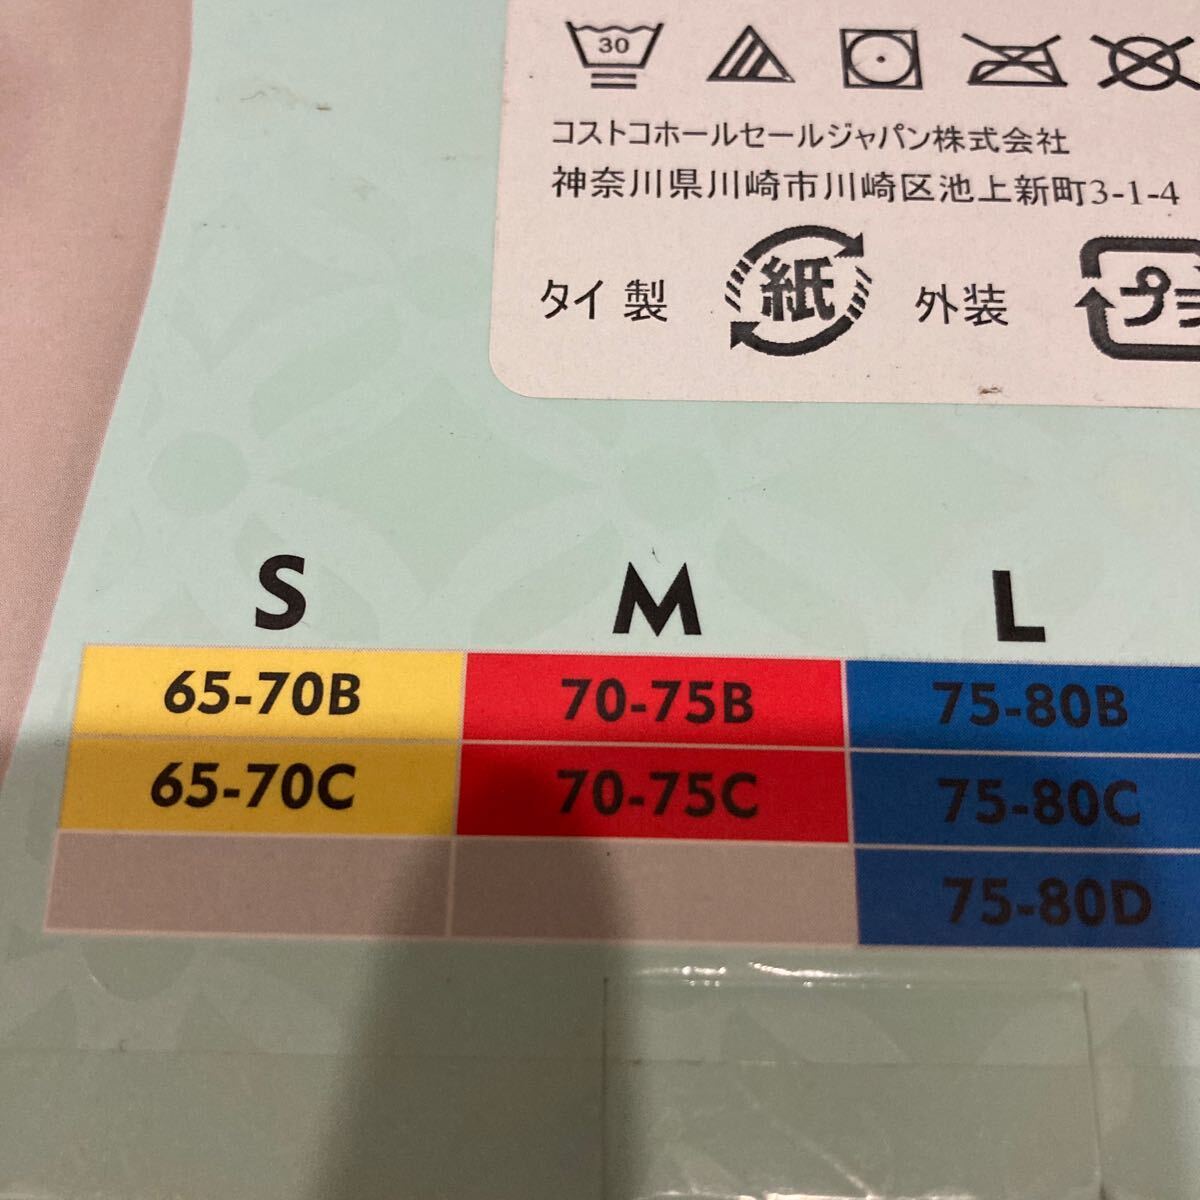 30
コストコホールセールジャパン株式会社
神奈川県川崎市川崎区池上新町3-1-4
タイ製 紙 外装 プラ
S M L
65-70B 70-75B 75-80B
65-70C 70-75C 75-80C
75-80D